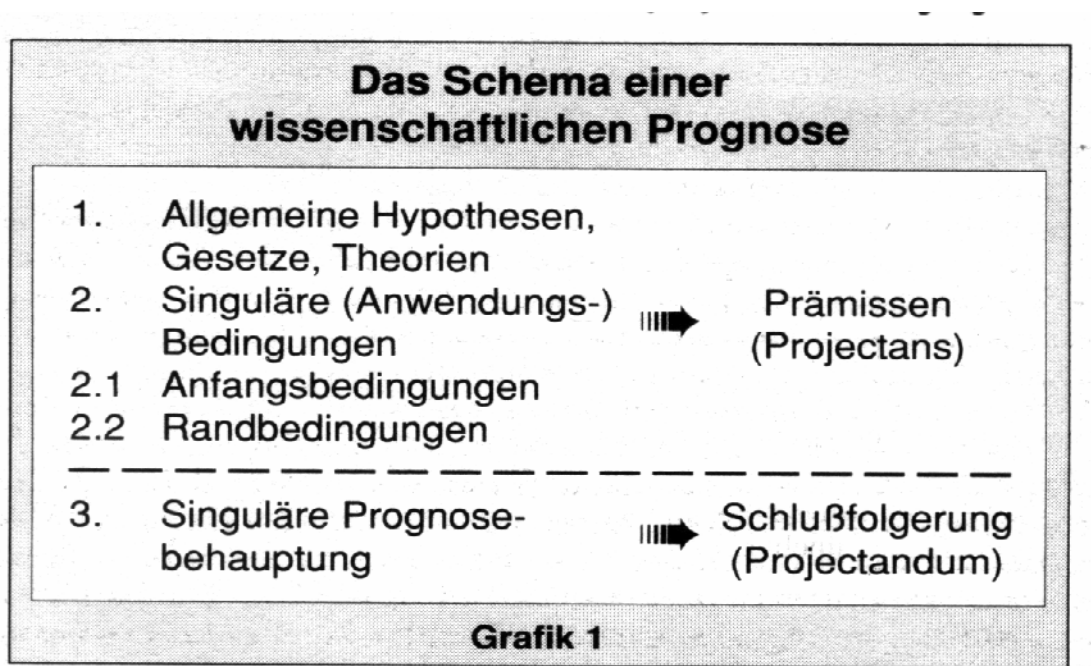 Das Schema einer
wissenschaftlichen Prognose
1. Allgemeine Hypothesen,
Gesetze, Theorien
2. Singuläre (Anwendungs-)
Bedingungen
2.1 Anfangsbedingungen
2.2 Randbedingungen
Prämissen
(Projectans)
3. Singuläre Prognose-
behauptung
Schlußfolgerung
(Projectandum)
Grafik 1